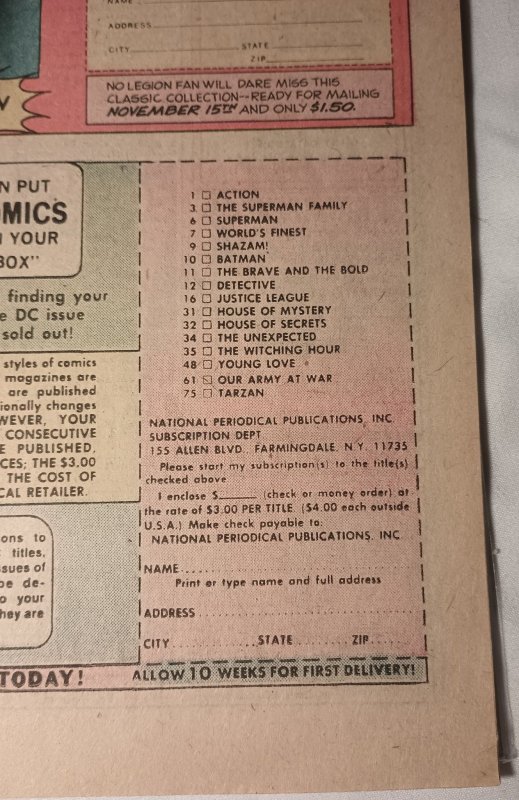 NAME
ADDRESS
CITY STATE
ZIP
NO LEGION FAN WILL DARE MISS THIS
CLASSIC COLLECTION--READY FOR MAILING
NOVEMBER 15TH AND ONLY $1.50.
N PUT
MICS
YOUR
BOX"
finding your
DC issue
sold out!
styles of comics
magazines are
are published
ionally changes
WEVER, YOUR
CONSECUTIVE
PUBLISHED,
CES; THE $3.00
THE COST OF
CAL RETAILER.
ons to
titles,
sues of
be de-
o your
hey are
TODAY!
1 ACTION
3 THE SUPERMAN FAMILY
6 SUPERMAN
7 WORLD'S FINEST
9 SHAZAM!
10 BATMAN
11 THE BRAVE AND THE BOLD
12 DETECTIVE
16 JUSTICE LEAGUE
31 HOUSE OF MYSTERY
32 HOUSE OF SECRETS
34 THE UNEXPECTED
35 THE WITCHING HOUR
48 YOUNG LOVE
61 OUR ARMY AT WAR
75 TARZAN
NATIONAL PERIODICAL PUBLICATIONS, INC.
SUBSCRIPTION DEPT.
155 ALLEN BLVD., FARMINGDALE, N.Y. 11735
Please start my subscription(s) to the title(s)
checked above
I enclose $______ (check or money order) at
the rate of $3.00 PER TITLE. ($4.00 each outside
U.S.A.) Make check payable to:
NATIONAL PERIODICAL PUBLICATIONS, INC.
NAME
Print or type name and full address
ADDRESS
CITY STATE ZIP
ALLOW 10 WEEKS FOR FIRST DELIVERY!